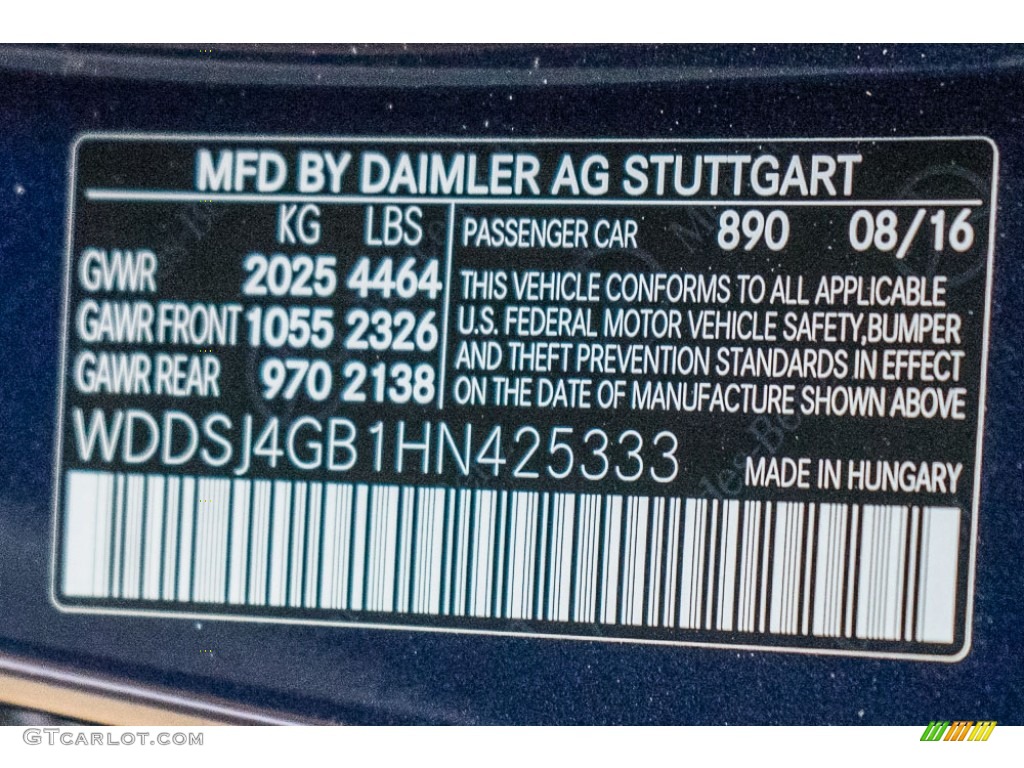 MFD BY DAIMLER AG STUTTGART
KG LBS
GVWR 2025 4464
GAWR FRONT 1055 2326
GAWR REAR 970 2138
PASSENGER CAR 890 08/16
THIS VEHICLE CONFORMS TO ALL APPLICABLE
U.S. FEDERAL MOTOR VEHICLE SAFETY,BUMPER
AND THEFT PREVENTION STANDARDS IN EFFECT
ON THE DATE OF MANUFACTURE SHOWN ABOVE
WDDSJ4GB1HN425333
MADE IN HUNGARY
GTCARLOT.COM